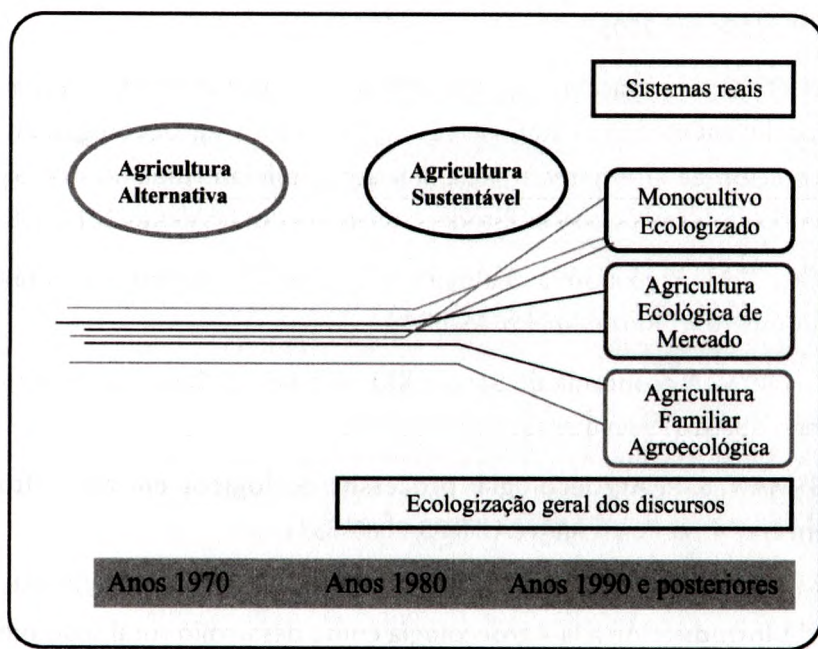 Sistemas reais
Agricultura
Alternativa
Agricultura
Sustentável
Monocultivo
Ecologizado
Agricultura
Ecológica de
Mercado
Agricultura
Familiar
Agroecológica
Ecologização geral dos discursos
Anos 1970 Anos 1980 Anos 1990 e posteriores